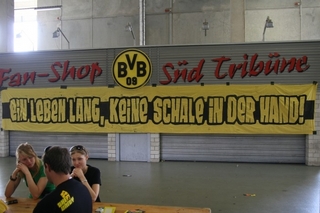 BVB
09
Fan-Shop Süd Tribüne
EIN LEBEN LANG, KEINE SCHALE IN DER HAND!